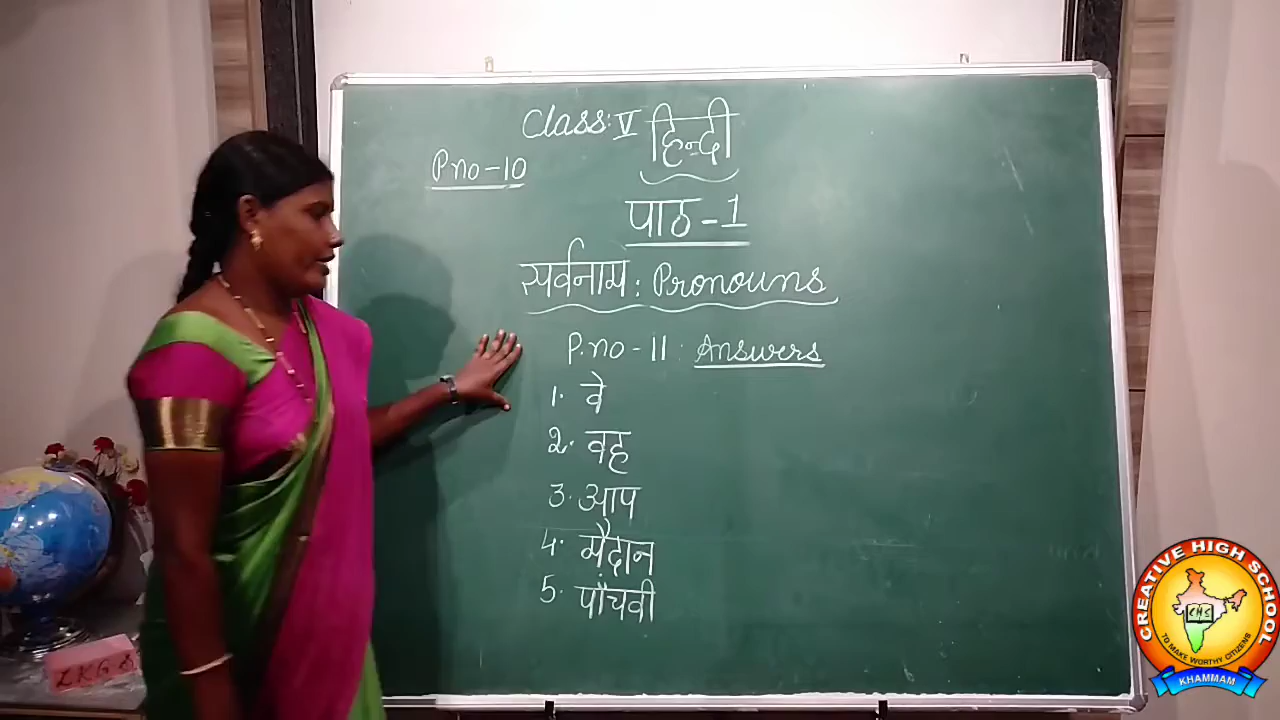 Class: V हिन्दी
P no - 10
पाठ - 1
सर्वनाम : Pronouns
P.no - 11 : Answers
1. वे
2. वह
3. आप
4. मैदान
5. पाँचवी
LKG &
CREATIVE HIGH SCHOOL
CHS
TO MAKE WORTHY CITIZENS
KHAMMAM